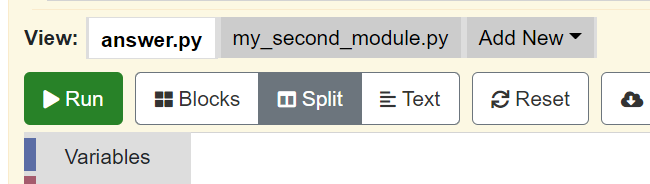 View: answer.py my_second_module.py Add New
Run Blocks Split Text Reset
Variables